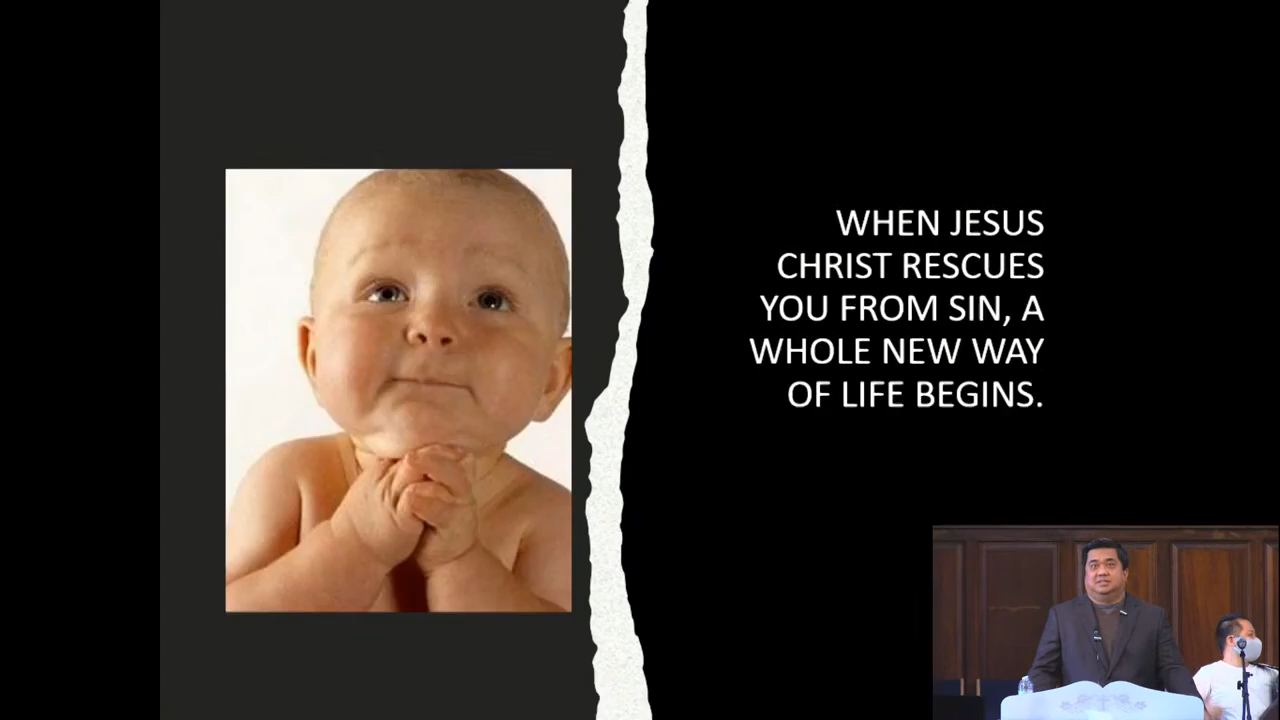 WHEN JESUS
CHRIST RESCUES
YOU FROM SIN, A
WHOLE NEW WAY
OF LIFE BEGINS.